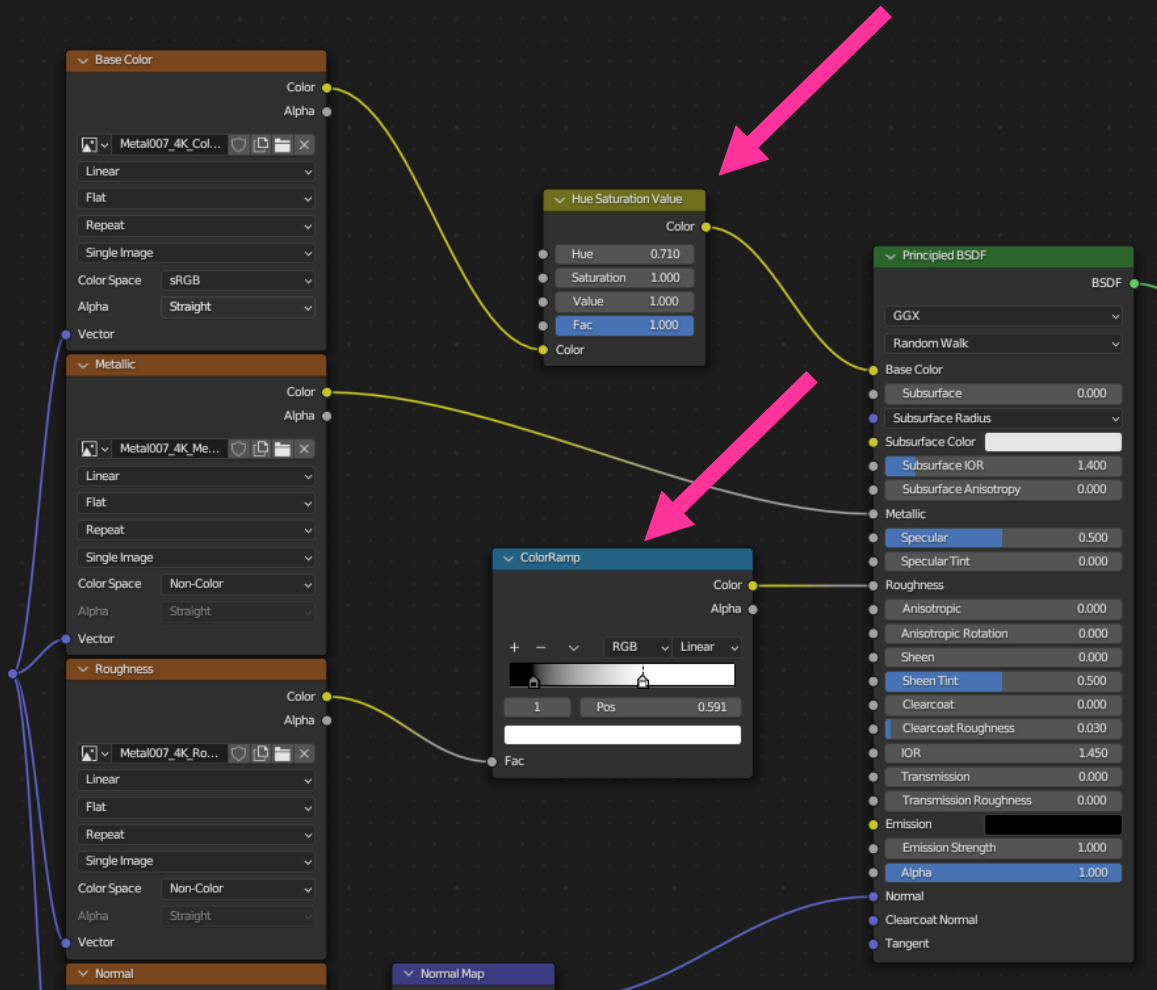 Base Color
Color
Alpha
Metal007_4K_Col...
Linear
Flat
Repeat
Single Image
Color Space sRGB
Alpha Straight
Vector
Metallic
Color
Alpha
Metal007_4K_Me...
Linear
Flat
Repeat
Single Image
Color Space Non-Color
Alpha Straight
Vector
Roughness
Color
Alpha
Metal007_4K_Ro...
Linear
Flat
Repeat
Single Image
Color Space Non-Color
Alpha Straight
Vector
Normal
Hue Saturation Value
Color
Hue 0.710
Saturation 1.000
Value 1.000
Fac 1.000
Color
ColorRamp
Color
Alpha
+ − RGB Linear
1 Pos 0.591
Fac
Normal Map
Principled BSDF
BSDF
GGX
Random Walk
Base Color
Subsurface 0.000
Subsurface Radius
Subsurface Color
Subsurface IOR 1.400
Subsurface Anisotropy 0.000
Metallic
Specular 0.500
Specular Tint 0.000
Roughness
Anisotropic 0.000
Anisotropic Rotation 0.000
Sheen 0.000
Sheen Tint 0.500
Clearcoat 0.000
Clearcoat Roughness 0.030
IOR 1.450
Transmission 0.000
Transmission Roughness 0.000
Emission
Emission Strength 1.000
Alpha 1.000
Normal
Clearcoat Normal
Tangent